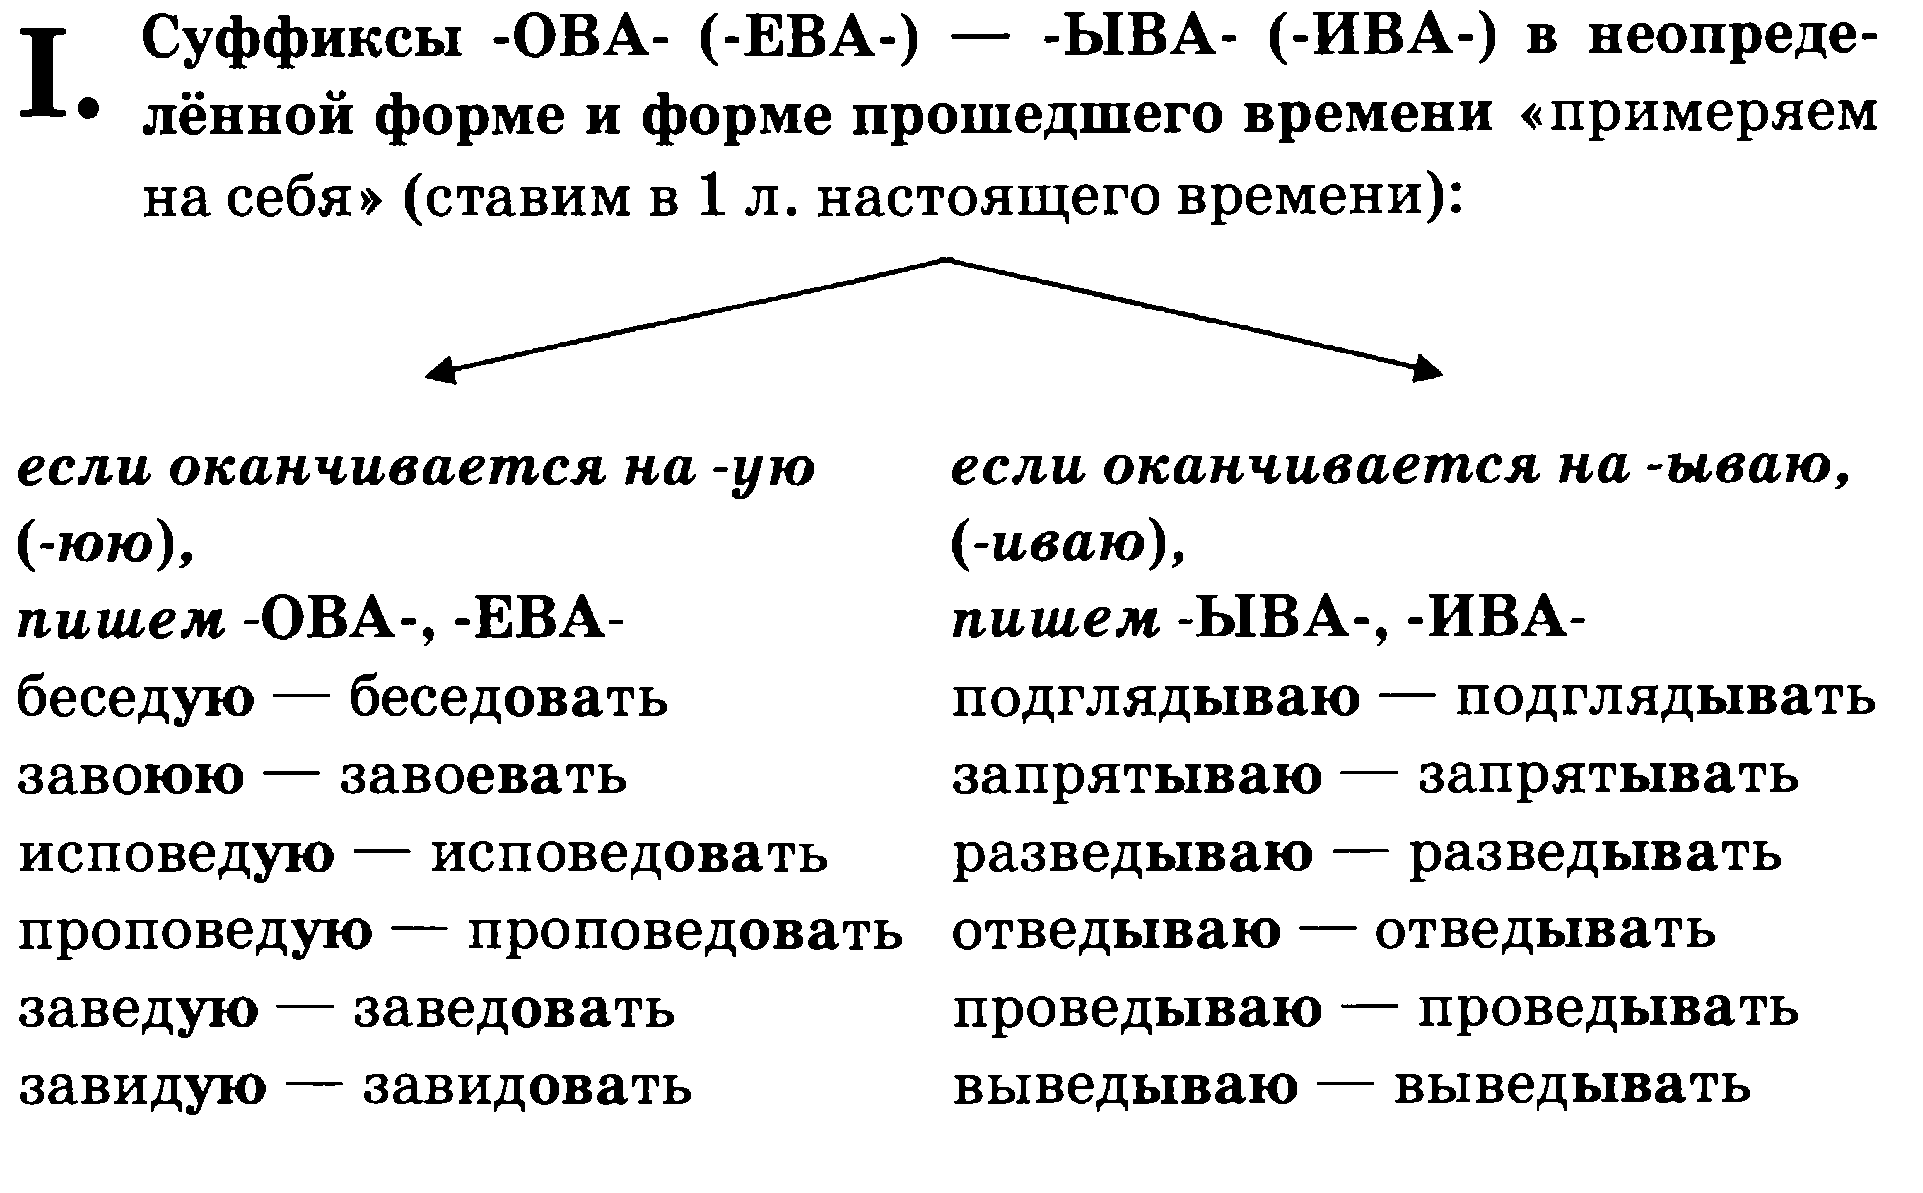 I. Суффиксы -ОВА- (-ЕВА-) — -ЫВА- (-ИВА-) в неопреде-
лённой форме и форме прошедшего времени «примеряем
на себя» (ставим в 1 л. настоящего времени):
если оканчивается на -ую
(-юю),
пишем -ОВА-, -ЕВА-
беседую — беседовать
завоюю — завоевать
исповедую — исповедовать
проповедую — проповедовать
заведую — заведовать
завидую — завидовать
если оканчивается на -ываю,
(-иваю),
пишем -ЫВА-, -ИВА-
подглядываю — подглядывать
запрятываю — запрятывать
разведываю — разведывать
отведываю — отведывать
проведываю — проведывать
выведываю — выведывать